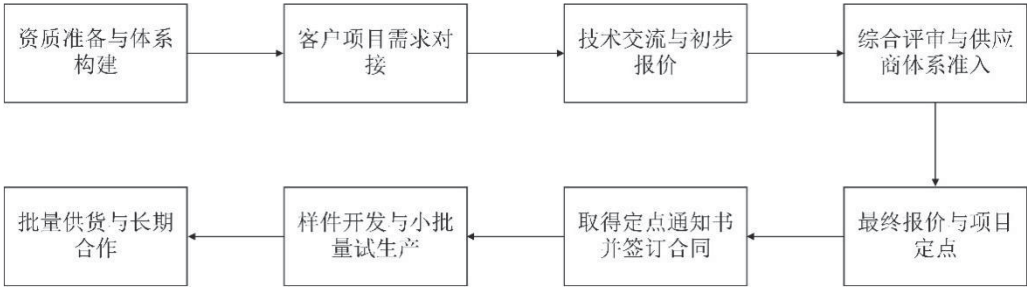 资质准备与体系
构建
客户项目需求对
接
技术交流与初步
报价
综合评审与供应
商体系准入
最终报价与项目
定点
取得定点通知书
并签订合同
样件开发与小批
量试生产
批量供货与长期
合作